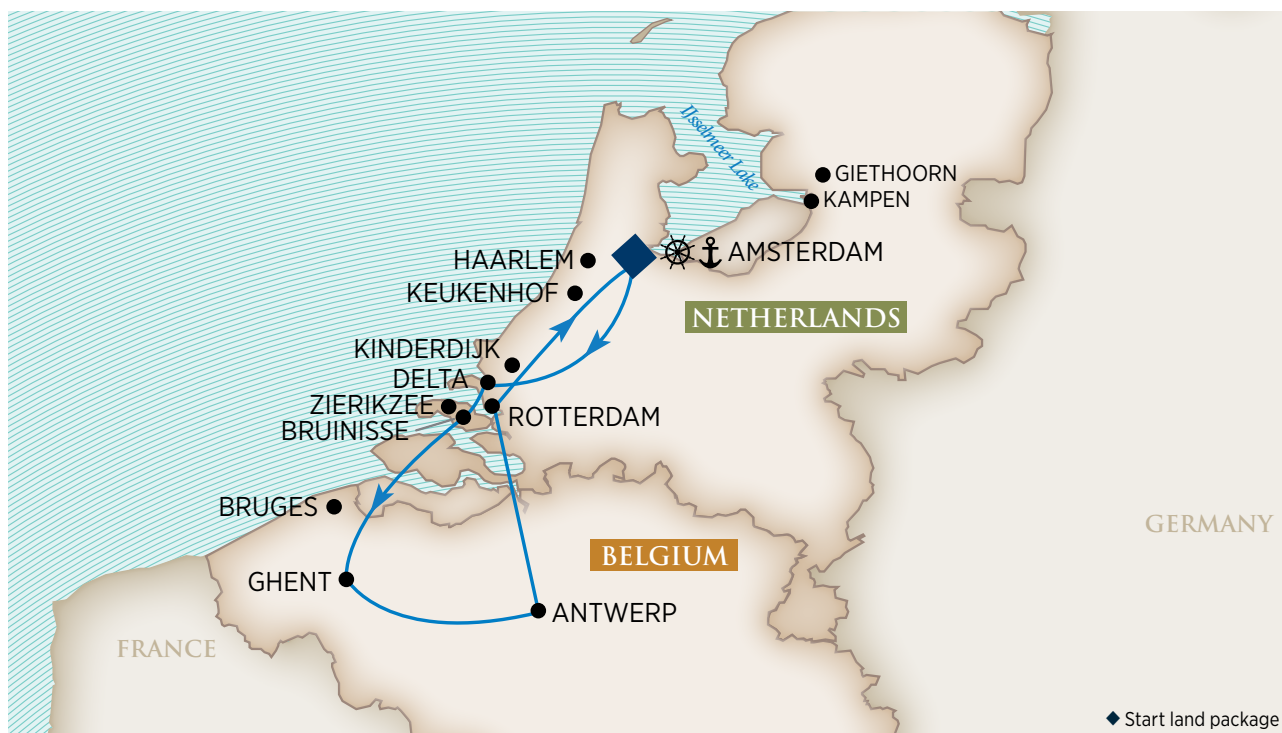 IJsselmeer Lake
GIETHOORN
KAMPEN
AMSTERDAM
HAARLEM
KEUKENHOF
NETHERLANDS
KINDERDIJK
DELTA
ZIERIKZEE
ROTTERDAM
BRUINISSE
BRUGES
GERMANY
BELGIUM
GHENT
ANTWERP
FRANCE
Start land package